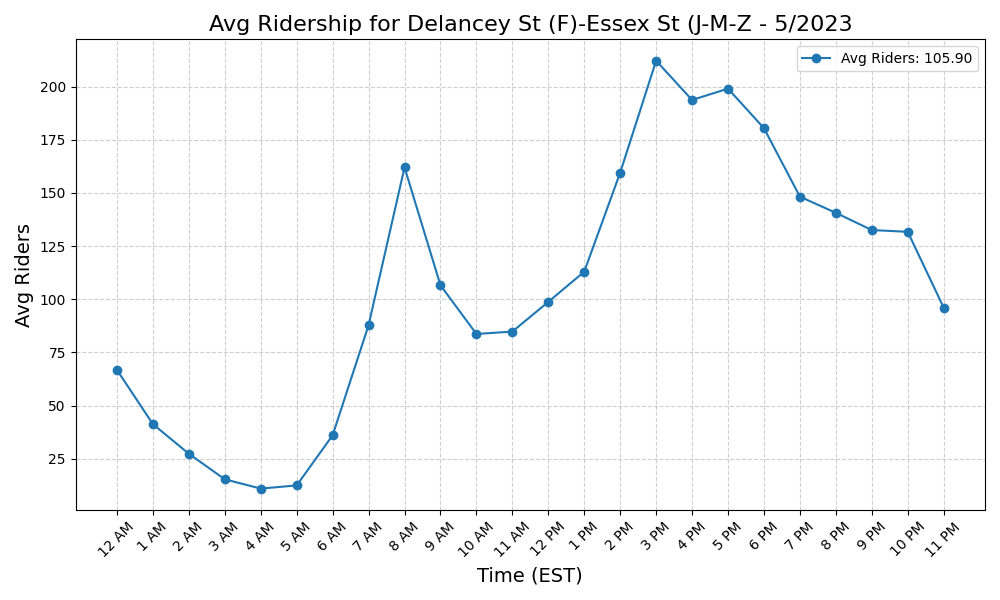 Avg Ridership for Delancey St (F)-Essex St (J-M-Z - 5/2023
Avg Riders: 105.90
Avg Riders
200
175
150
125
100
75
50
25
12 AM
1 AM
2 AM
3 AM
4 AM
5 AM
6 AM
7 AM
8 AM
9 AM
10 AM
11 AM
12 PM
1 PM
2 PM
3 PM
4 PM
5 PM
6 PM
7 PM
8 PM
9 PM
10 PM
11 PM
Time (EST)